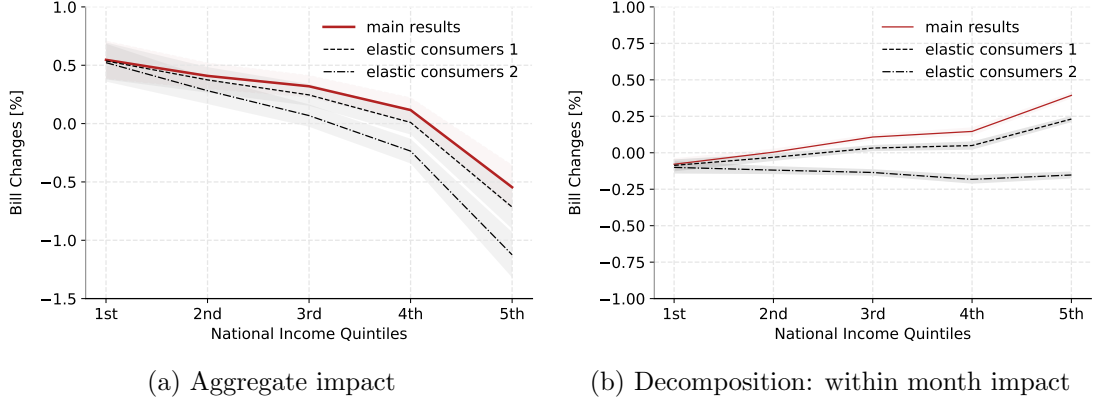 1.0
0.5
0.0
−0.5
−1.0
−1.5
Bill Changes [%]
main results
elastic consumers 1
elastic consumers 2
1st 2nd 3rd 4th 5th
National Income Quintiles
(a) Aggregate impact
1.00
0.75
0.50
0.25
0.00
−0.25
−0.50
−0.75
−1.00
Bill Changes [%]
main results
elastic consumers 1
elastic consumers 2
1st 2nd 3rd 4th 5th
National Income Quintiles
(b) Decomposition: within month impact